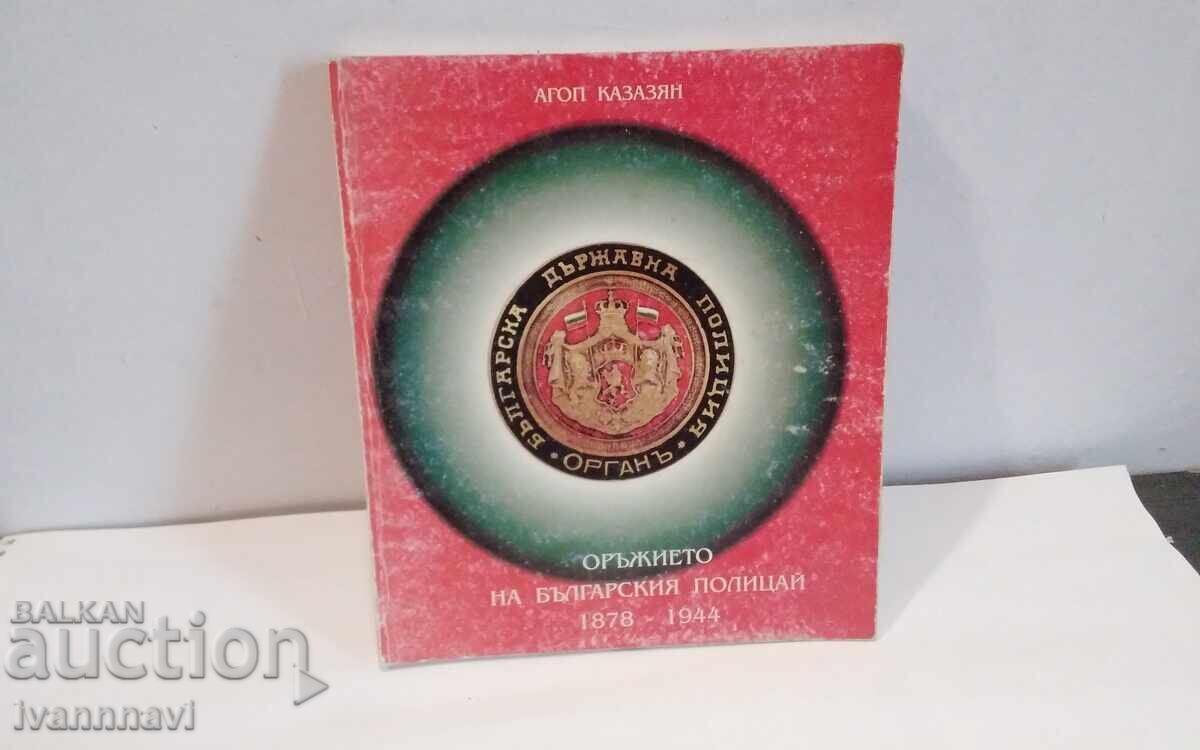 АГОП КАЗАЗЯН
БЪЛГАРСКА ДЪРЖАВНА ПОЛИЦИЯ
• ОРГАНЪ •
ОРЪЖИЕТО
НА БЪЛГАРСКИЯ ПОЛИЦАЙ
1878 - 1944
BALKAN
auction
ivannnavi